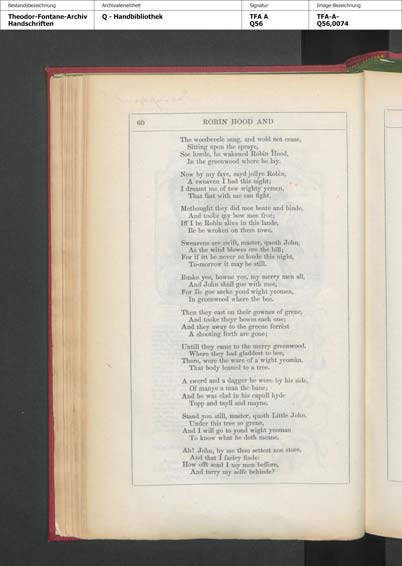 Bestandsbezeichnung
Archivalieneinheit
Signatur
Image-Bezeichnung
Theodor-Fontane-Archiv
Handschriften
Q - Handbibliothek
TFA A
Q56
TFA-A-
Q56,0074
60
ROBIN HOOD AND
The woodweele sang, and wold not cease,
Sitting upon the spraye,
Soe lowde, he wakened Robin Hood,
In the greenwood where he lay.
Now by my faye, sayd jollye Robin,
A sweaven I had this night;
I dreamt me of tow wighty yemen,
That fast with me can fight.
Methought they did mee beate and binde,
And tooke my bow mee froe;
Iff I be Robin alive in this lande,
Ile be wroken on them towe.
Sweavens are swift, master, quoth John,
As the wind blowes ore the hill;
For if itt be never so loude this night,
To-morrow it may be still.
Buske yee, bowne yee, my merry men all,
And John shall goe with mee,
For Ile goe seeke yond wight yeomen,
In greenwood where the bee.
Then they cast on their gownes of grene,
And tooke theyr bowes each one;
And they away to the greene forrest
A shooting forth are gone;
Untill they came to the merry greenwood,
Where they had gladdest to bee,
There, were the ware of a wight yeoman,
That body leaned to a tree.
A sword and a dagger he wore by his side,
Of manye a man the bane;
And he was clad in his capull hyde
Topp and tayll and mayne.
Stand you still, master, quoth Little John,
Under this tree so grene,
And I will go to yond wight yeoman
To know what he doth meane.
Ah! John, by me thou settest noe store,
And that I farley finde:
How offt send I my men beffore,
And tarry my selfe behinde?